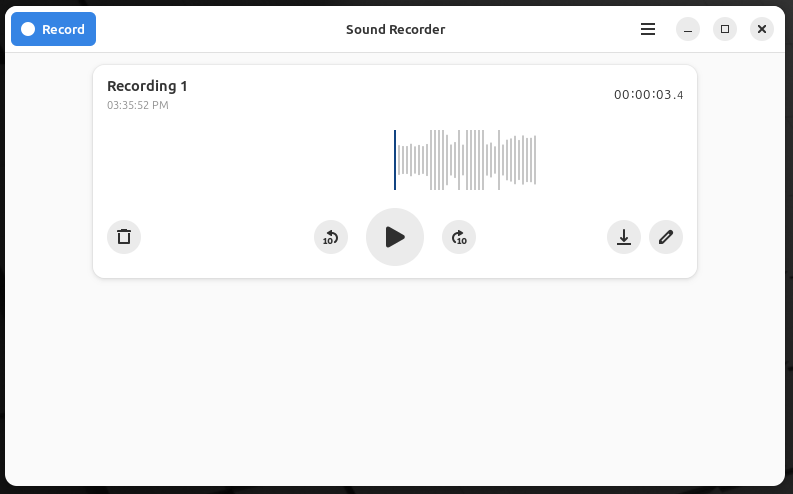 Record
Sound Recorder
Recording 1
00:00:03.4
03:35:52 PM
10
10